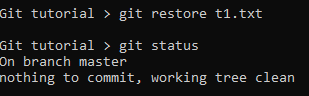 Git tutorial > git restore t1.txt
Git tutorial > git status
On branch master
nothing to commit, working tree clean